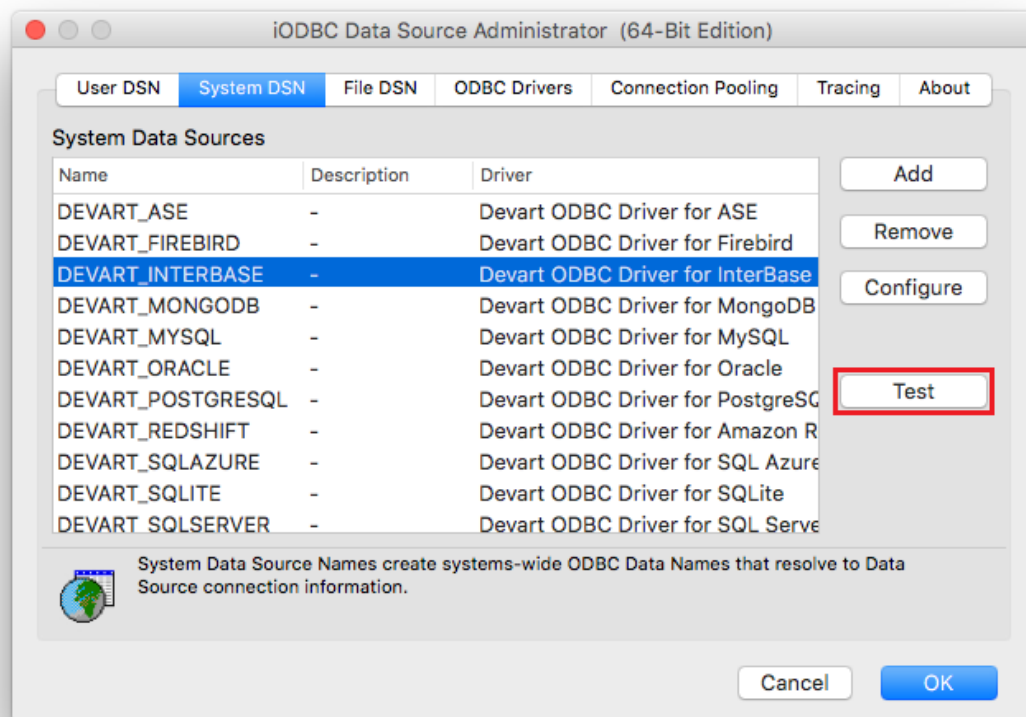 iODBC Data Source Administrator (64-Bit Edition)
User DSN System DSN File DSN ODBC Drivers Connection Pooling Tracing About
System Data Sources
Name Description Driver
Add
DEVART_ASE - Devart ODBC Driver for ASE
DEVART_FIREBIRD - Devart ODBC Driver for Firebird
Remove
DEVART_INTERBASE - Devart ODBC Driver for InterBase
Configure
DEVART_MONGODB - Devart ODBC Driver for MongoDB
DEVART_MYSQL - Devart ODBC Driver for MySQL
DEVART_ORACLE - Devart ODBC Driver for Oracle
Test
DEVART_POSTGRESQL - Devart ODBC Driver for PostgreSQ
DEVART_REDSHIFT - Devart ODBC Driver for Amazon R
DEVART_SQLAZURE - Devart ODBC Driver for SQL Azure
DEVART_SQLITE - Devart ODBC Driver for SQLite
DEVART_SQLSERVER - Devart ODBC Driver for SQL Serve
System Data Source Names create systems-wide ODBC Data Names that resolve to Data
Source connection information.
Cancel OK